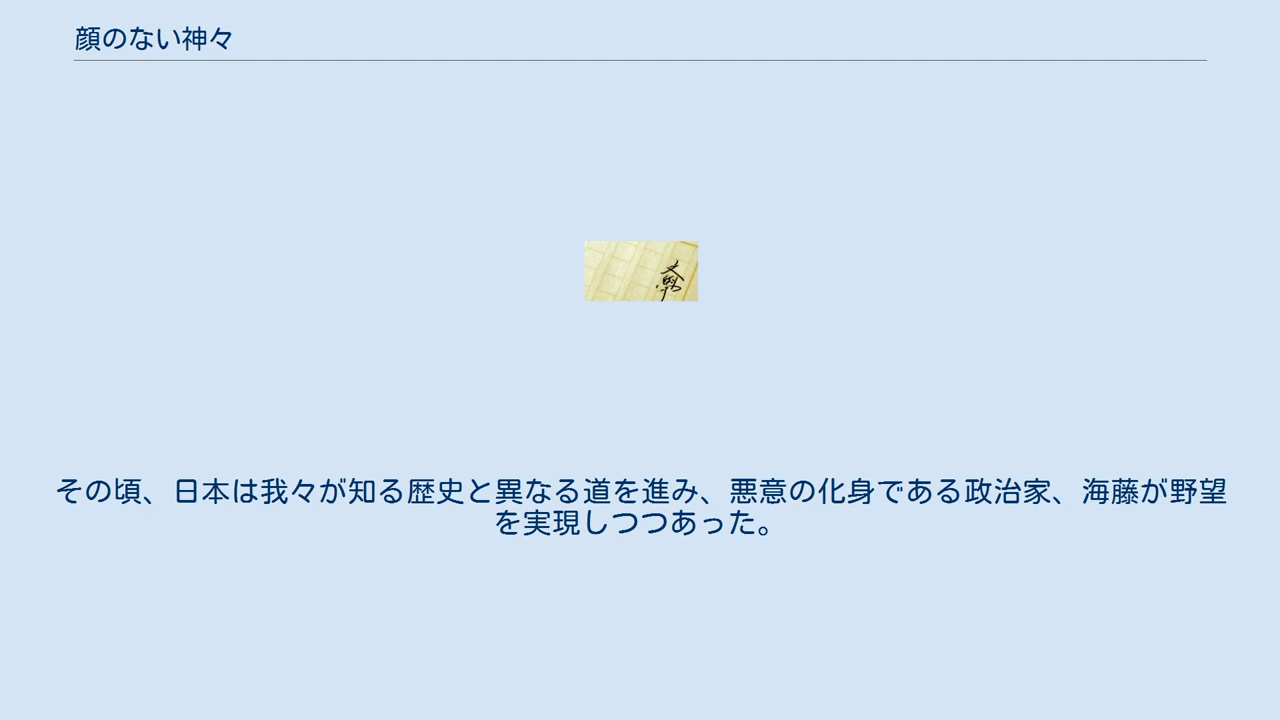 顔のない神々
その頃、日本は我々が知る歴史と異なる道を進み、悪意の化身である政治家、海藤が野望
を実現しつつあった。